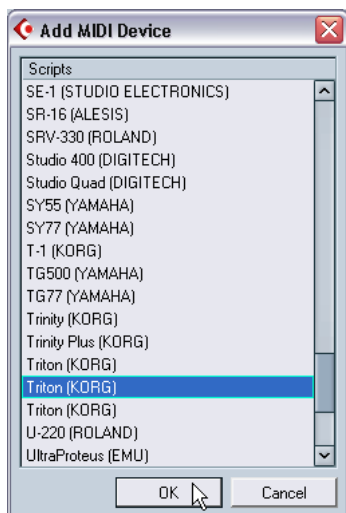 Add MIDI Device
Scripts
SE-1 (STUDIO ELECTRONICS)
SR-16 (ALESIS)
SRV-330 (ROLAND)
Studio 400 (DIGITECH)
Studio Quad (DIGITECH)
SY55 (YAMAHA)
SY77 (YAMAHA)
T-1 (KORG)
TG500 (YAMAHA)
TG77 (YAMAHA)
Trinity (KORG)
Trinity Plus (KORG)
Triton (KORG)
Triton (KORG)
Triton (KORG)
U-220 (ROLAND)
UltraProteus (EMU)
OK Cancel